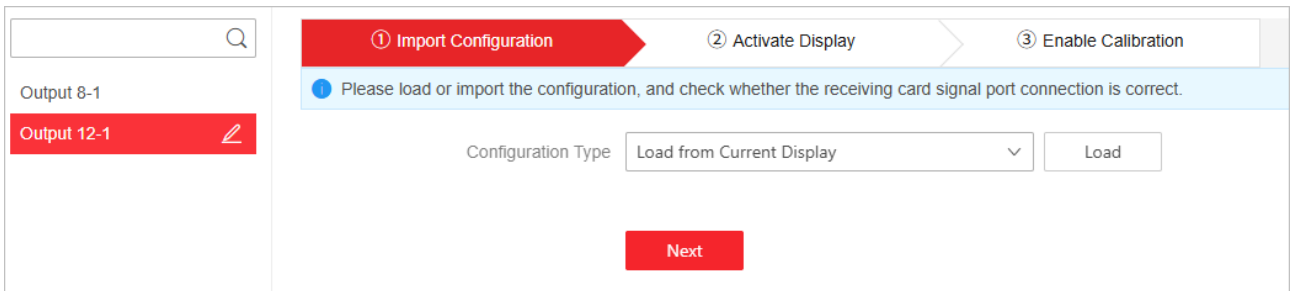 ① Import Configuration
② Activate Display
③ Enable Calibration
Output 8-1
Output 12-1
Please load or import the configuration, and check whether the receiving card signal port connection is correct.
Configuration Type Load from Current Display Load
Next